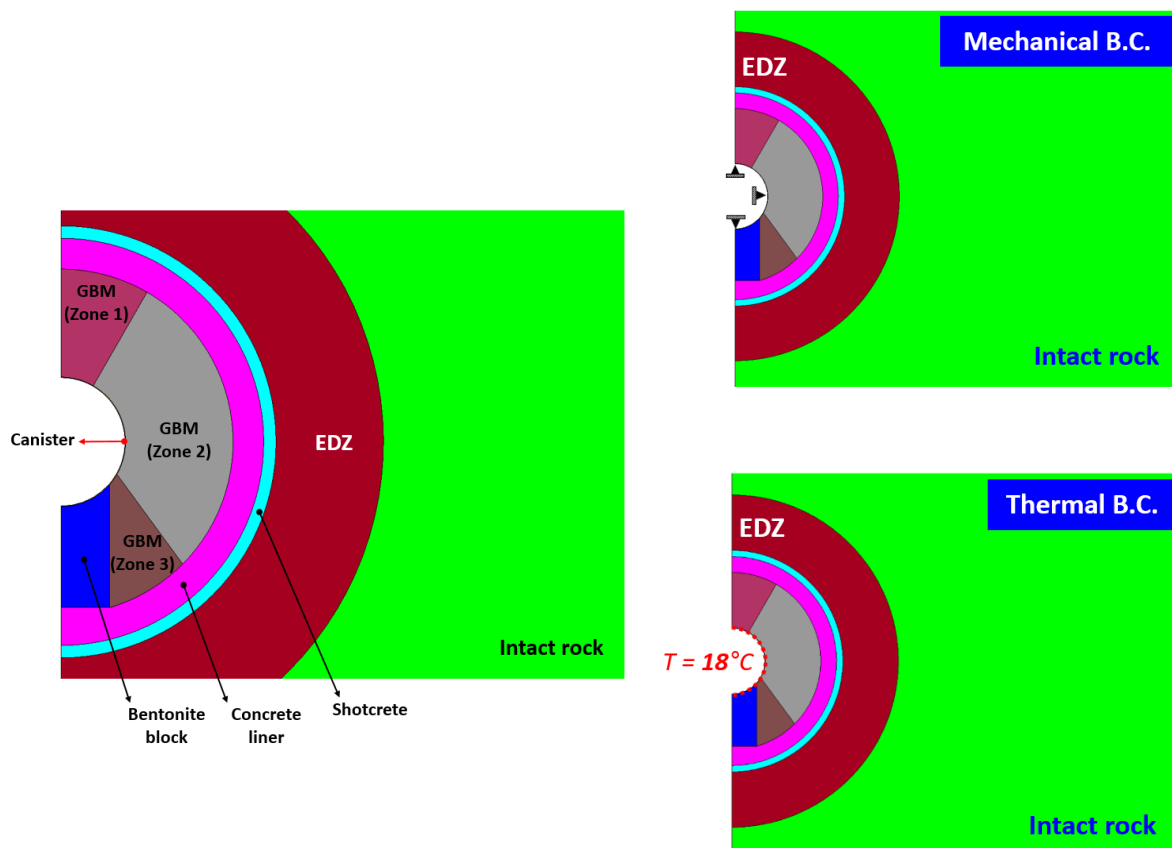 GBM
(Zone 1)
Canister
GBM
(Zone 2)
EDZ
GBM
(Zone 3)
Intact rock
Bentonite
block
Concrete
liner
Shotcrete
Mechanical B.C.
EDZ
Intact rock
Thermal B.C.
EDZ
T = 18°C
Intact rock